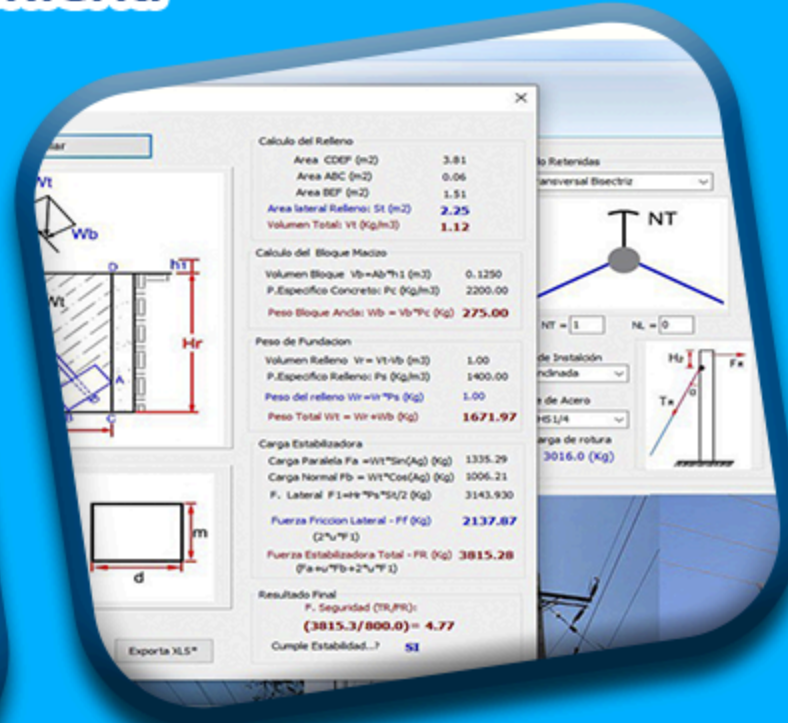 ×
Calculo del Relleno
Area CDEF (m2) 3.81
Area ABC (m2) 0.06
Area BEF (m2) 1.51
Area lateral Relleno: St (m2) 2.25
Volumen Total: Vt (Kg/m3) 1.12
Calculo del Bloque Macizo
Volumen Bloque Vb=Ab*h1 (m3) 0.1250
P.Especifico Concreto: Pc (Kg/m3) 2200.00
Peso Bloque Ancla: Wb = Vb*Pc (Kg) 275.00
Peso de Fundacion
Volumen Relleno Vr= Vt-Vb (m3) 1.00
P.Especifico Relleno: Ps (Kg/m3) 1400.00
Peso del relleno Wr=Vr*Ps (Kg) 1.00
Peso Total Wt = Wr+Wb (Kg) 1671.97
Carga Estabilizadora
Carga Paralela Fa =Wt*Sin(Ag) (Kg) 1335.29
Carga Normal Fb = Wt*Cos(Ag) (Kg) 1006.21
F. Lateral F1=Hr*Ps*St/2 (Kg) 3143.930
Fuerza Friccion Lateral - Ff (Kg) 2137.87
(2*u*F1)
Fuerza Estabilizadora Total - FR (Kg) 3815.28
(Fa+u*Fb+2*u*F1)
Resultado Final
F. Seguridad (TR/FR):
(3815.3/800.0)= 4.77
Cumple Estabilidad...? SI
Exporta XLS*
Wt
Wb
D
h1
Wt
Hr
A
C
m
d
Retenidas
Bisectriz
NT
NT = 1 NL = 0
de Instalción
de Acero
HS1/4
3016.0 (Kg)
Hz
Fx
Tx
α